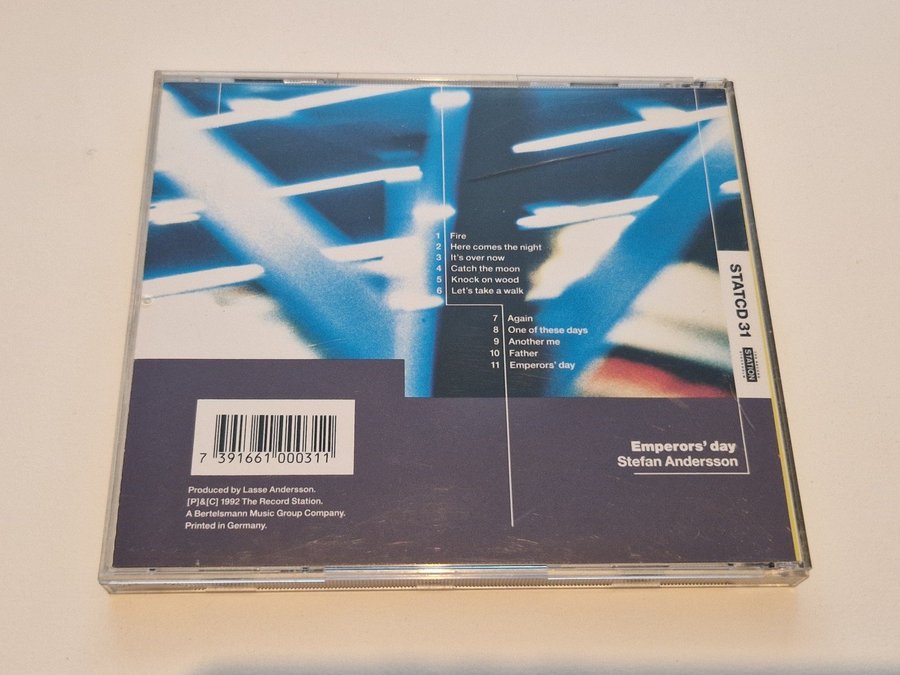 1 Fire
2 Here comes the night
3 It's over now
4 Catch the moon
5 Knock on wood
6 Let's take a walk
7 Again
8 One of these days
9 Another me
10 Father
11 Emperors' day
STATCD 31
STATION
Emperors' day
Stefan Andersson
7 391661 000311
Produced by Lasse Andersson.
[P]&[C] 1992 The Record Station.
A Bertelsmann Music Group Company.
Printed in Germany.